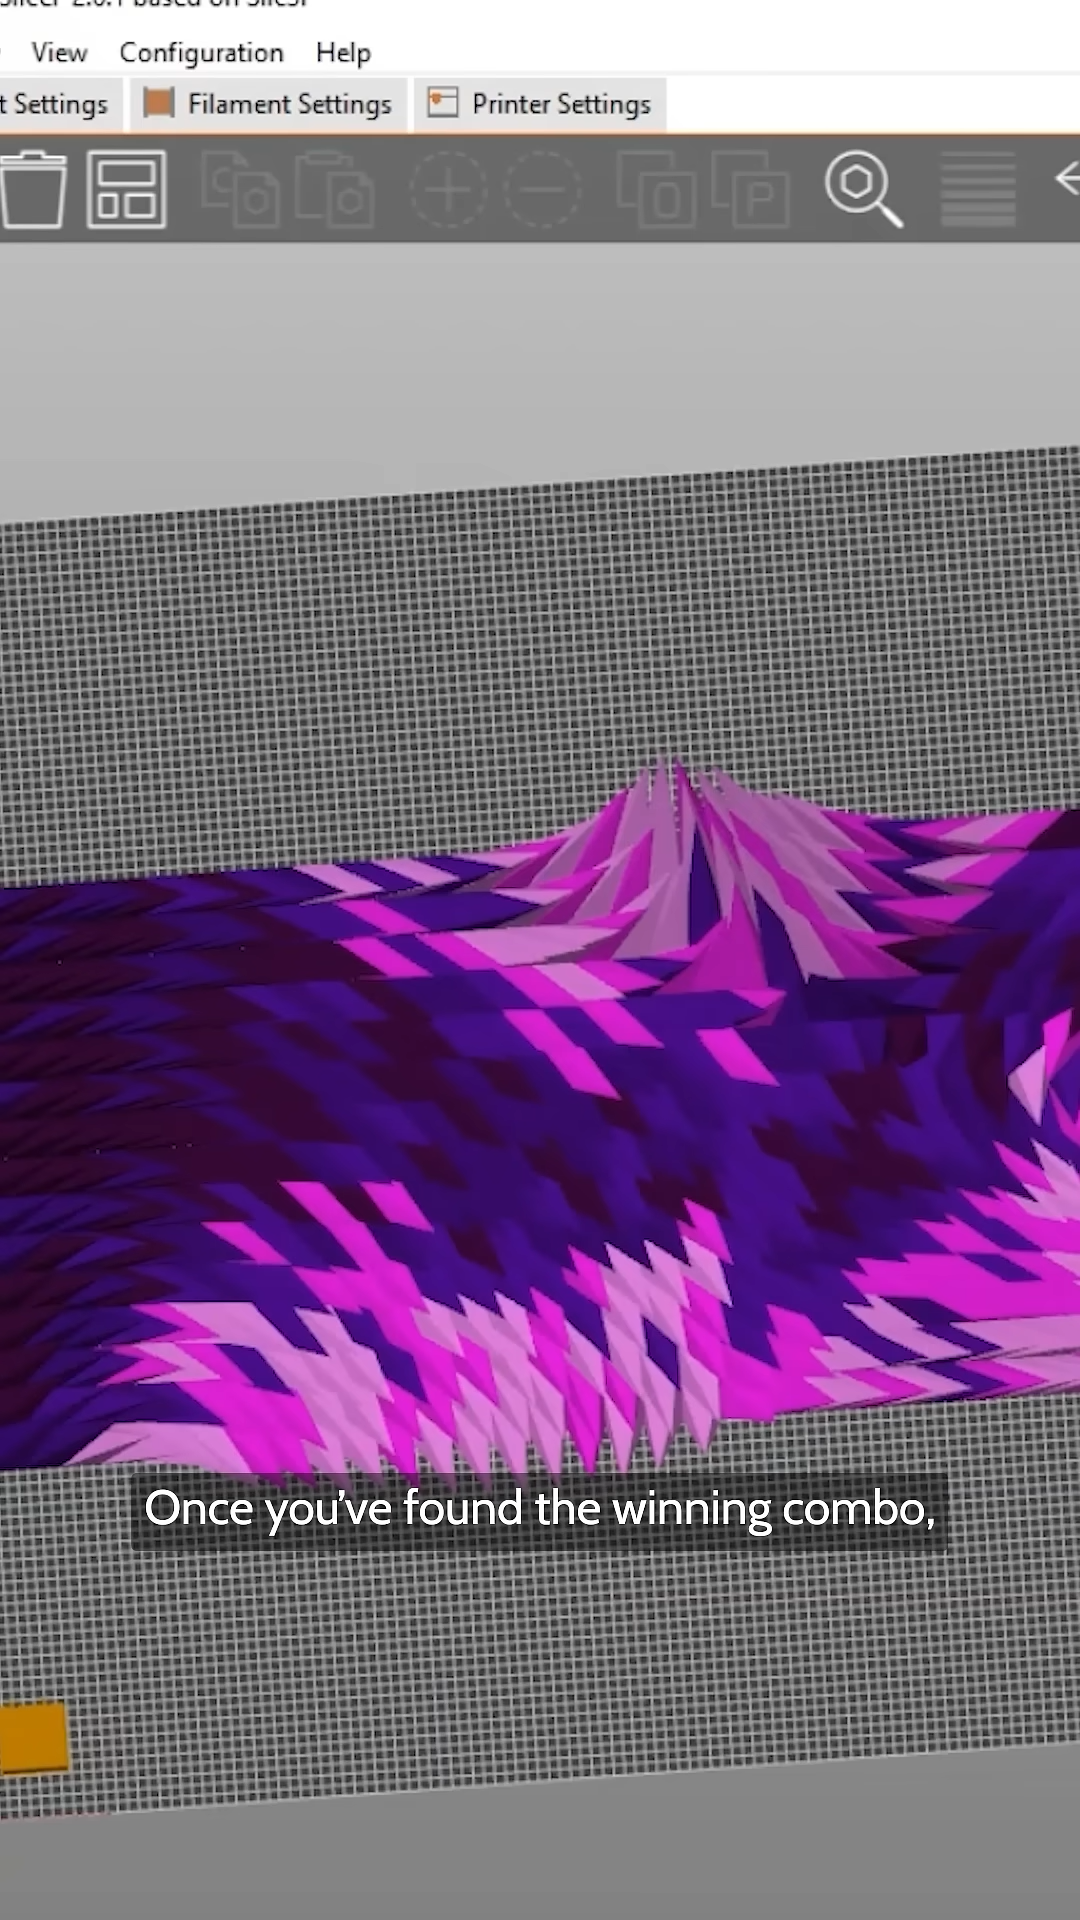 View Configuration Help
t Settings Filament Settings Printer Settings
Once you’ve found the winning combo,